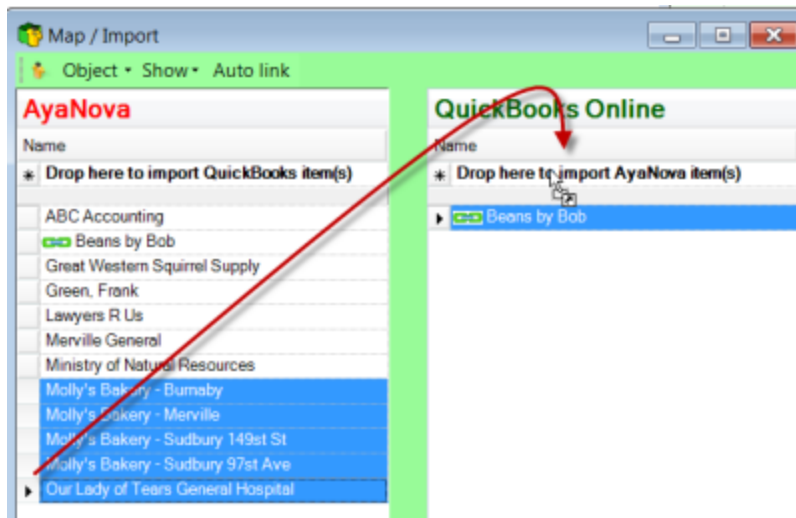 Map / Import
Object Show Auto link
AyaNova
Name
Drop here to import QuickBooks item(s)
ABC Accounting
Beans by Bob
Great Western Squirrel Supply
Green, Frank
Lawyers R Us
Merville General
Ministry of Natural Resources
Molly's Bakery - Burnaby
Molly's Bakery - Merville
Molly's Bakery - Sudbury 149st St
Molly's Bakery - Sudbury 97st Ave
Our Lady of Tears General Hospital
QuickBooks Online
Name
Drop here to import AyaNova item(s)
Beans by Bob